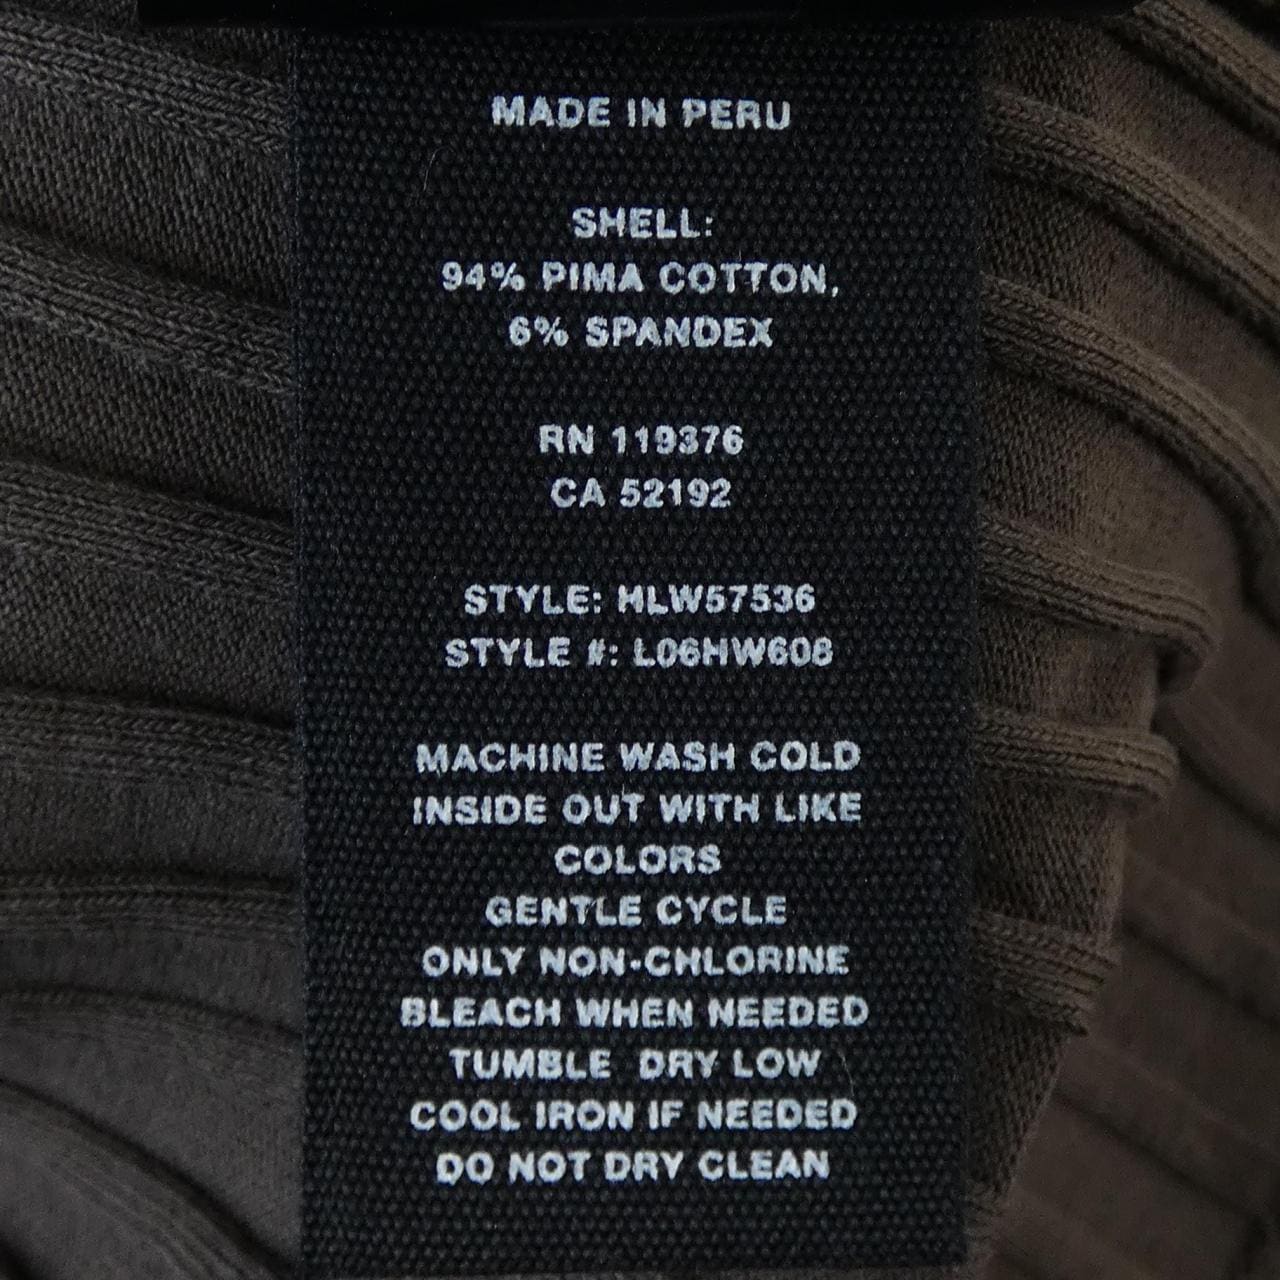 MADE IN PERU
SHELL:
94% PIMA COTTON,
6% SPANDEX
RN 119376
CA 52192
STYLE: HLW57536
STYLE #: L06HW608
MACHINE WASH COLD
INSIDE OUT WITH LIKE
COLORS
GENTLE CYCLE
ONLY NON-CHLORINE
BLEACH WHEN NEEDED
TUMBLE DRY LOW
COOL IRON IF NEEDED
DO NOT DRY CLEAN